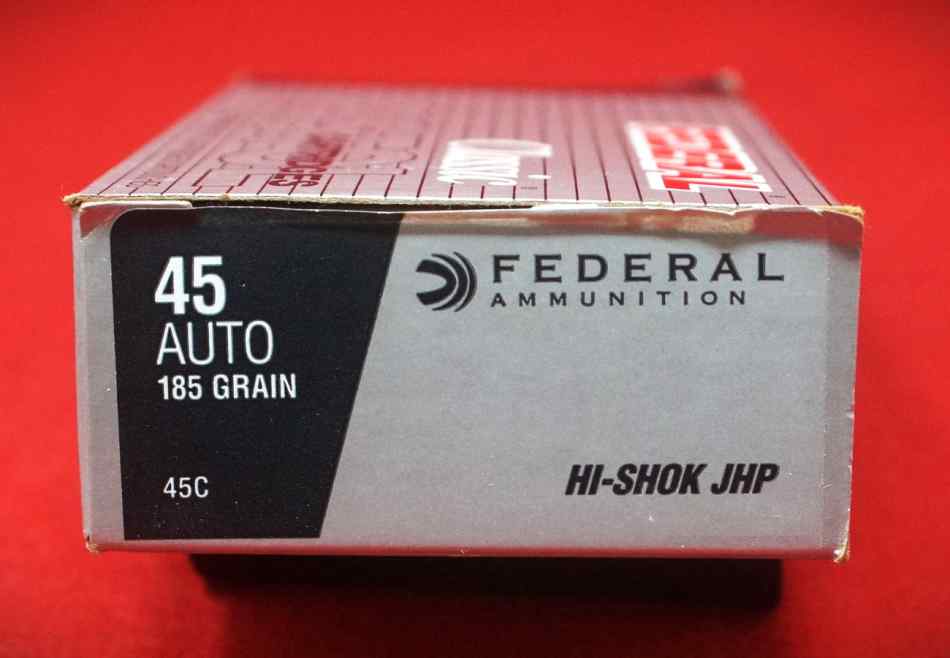 45
AUTO
185 GRAIN
45C
FEDERAL
AMMUNITION
HI-SHOK JHP